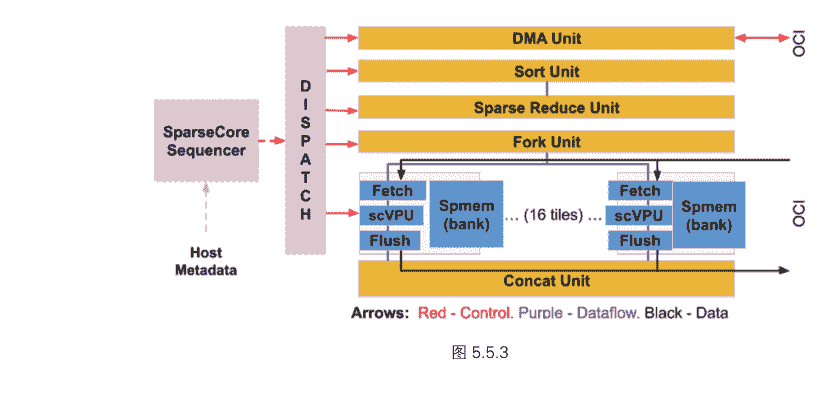 DMA Unit
OCI
Sort Unit
DISPATCH
Sparse Reduce Unit
SparseCore
Sequencer
Fork Unit
Fetch
scVPU
Flush
Spmem
(bank)
... (16 tiles) ...
Fetch
scVPU
Flush
Spmem
(bank)
OCI
Host
Metadata
Concat Unit
Arrows: Red - Control. Purple - Dataflow. Black - Data
图 5.5.3